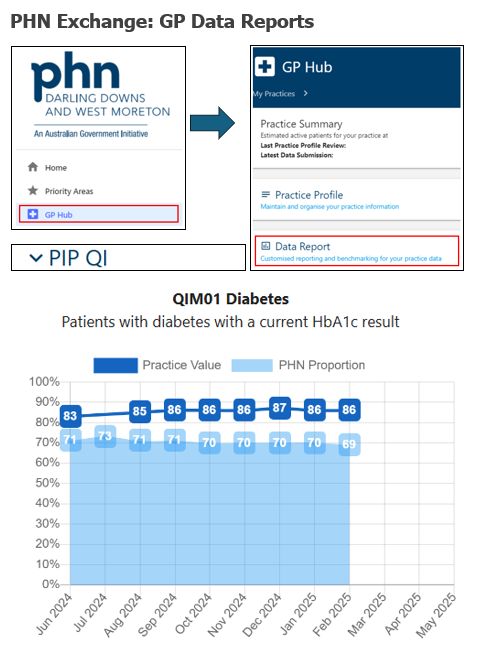 PHN Exchange: GP Data Reports
phn
DARLING DOWNS
AND WEST MORETON
An Australian Government Initiative
Home
Priority Areas
GP Hub
GP Hub
My Practices
Practice Summary
Estimated active patients for your practice at
Last Practice Profile Review:
Latest Data Submission:
Practice Profile
Maintain and organise your practice information
Data Report
Customised reporting and benchmarking for your practice data
PIP QI
QIM01 Diabetes
Patients with diabetes with a current HbA1c result
Practice Value PHN Proportion
100%
90%
80%
70%
60%
50%
40%
30%
20%
10%
0%
83 85 86 86 86 87 86 86
71 73 71 71 70 70 70 70 69
Jun 2024 Jul 2024 Aug 2024 Sep 2024 Oct 2024 Nov 2024 Dec 2024 Jan 2025 Feb 2025 Mar 2025 Apr 2025 May 2025